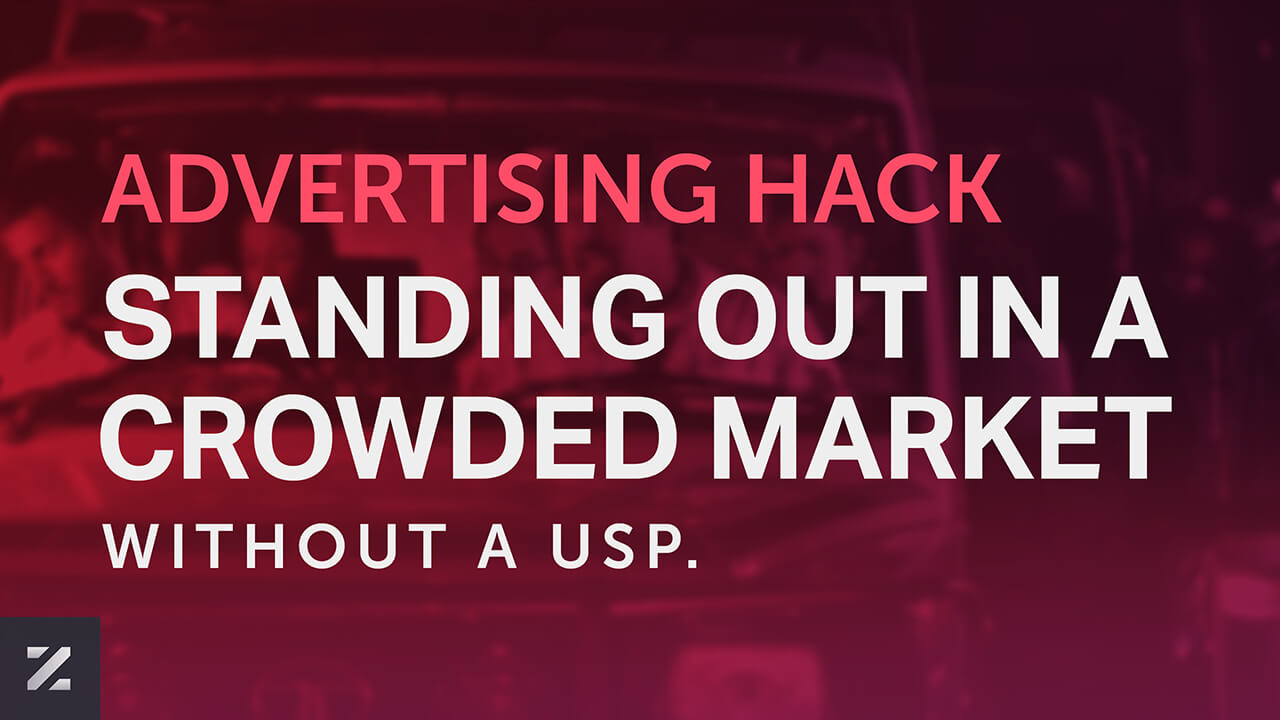 ADVERTISING HACK
STANDING OUT IN A
CROWDED MARKET
WITHOUT A USP.
Z